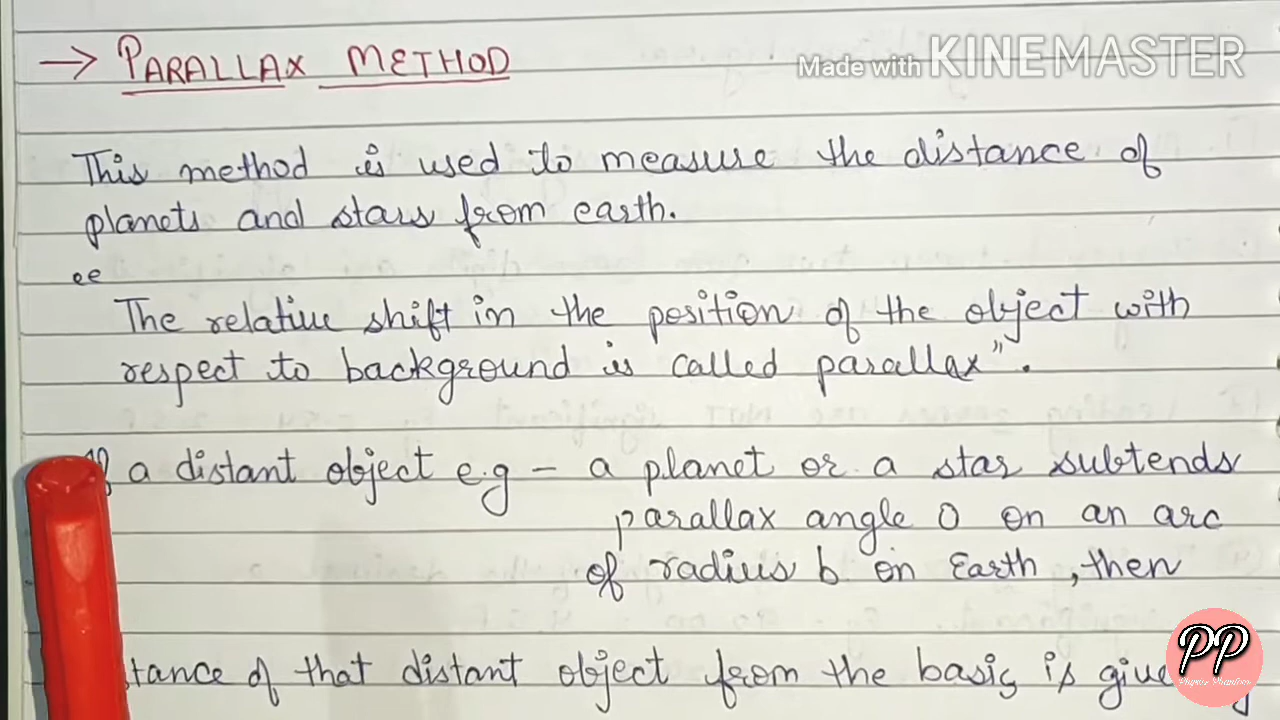 → PARALLAX METHOD
Made with KINEMASTER
This method is used to measure the distance of
planets and stars from earth.
"
The relative shift in the position of the object with
respect to background is called parallax".
If a distant object e.g - a planet or a star subtends
parallax angle θ on an arc
of radius b on Earth, then
tance of that distant object from the basis is give
PP